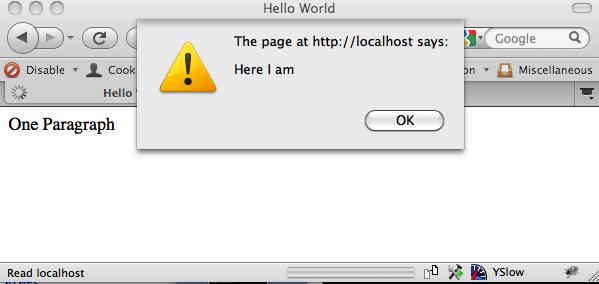 Hello World
The page at http://localhost says:
Google
Here I am
Disable
Cook
Miscellaneous
Hello
OK
One Paragraph
Read localhost
YSlow